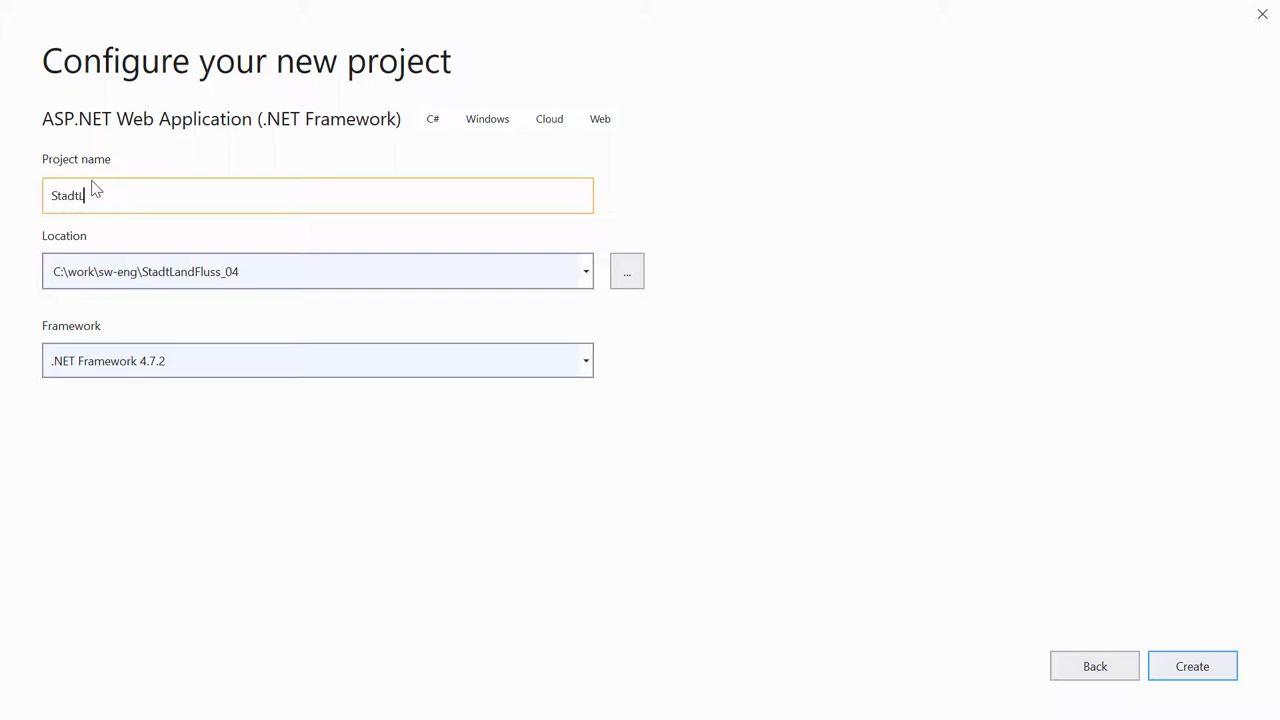 Configure your new project
ASP.NET Web Application (.NET Framework) C# Windows Cloud Web
Project name
StadtL
Location
C:\work\sw-eng\StadtLandFluss_04
...
Framework
.NET Framework 4.7.2
Back Create